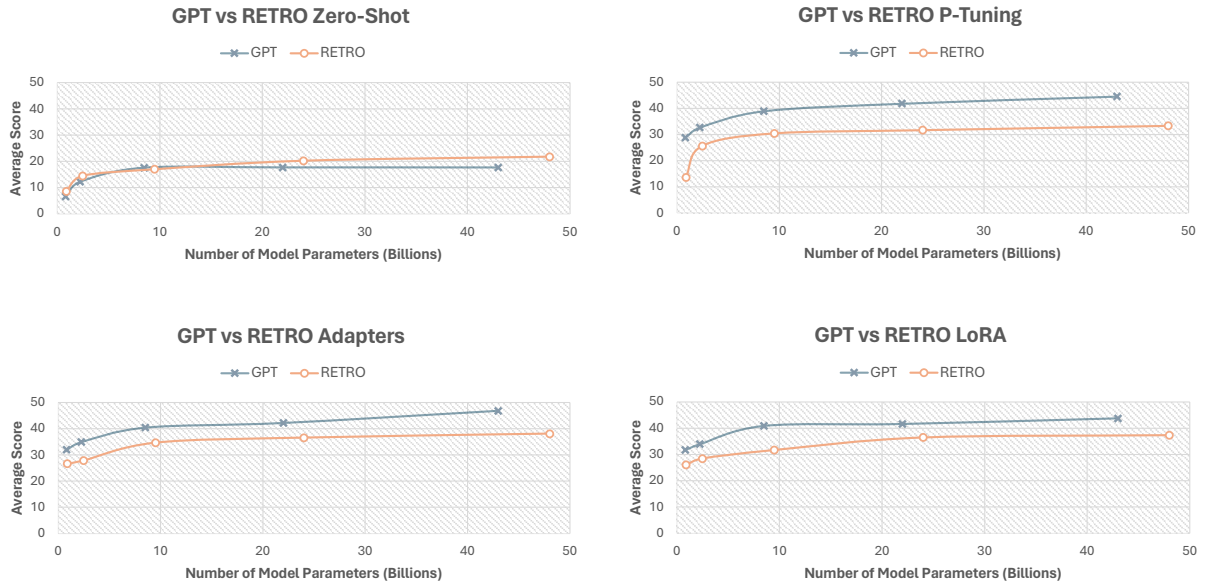 GPT vs RETRO Zero-Shot
GPT RETRO
50
40
30
20
10
0
Average Score
0 10 20 30 40 50
Number of Model Parameters (Billions)
GPT vs RETRO P-Tuning
GPT RETRO
50
40
30
20
10
0
Average Score
0 10 20 30 40 50
Number of Model Parameters (Billions)
GPT vs RETRO Adapters
GPT RETRO
50
40
30
20
10
0
Average Score
0 10 20 30 40 50
Number of Model Parameters (Billions)
GPT vs RETRO LoRA
GPT RETRO
50
40
30
20
10
0
Average Score
0 10 20 30 40 50
Number of Model Parameters (Billions)